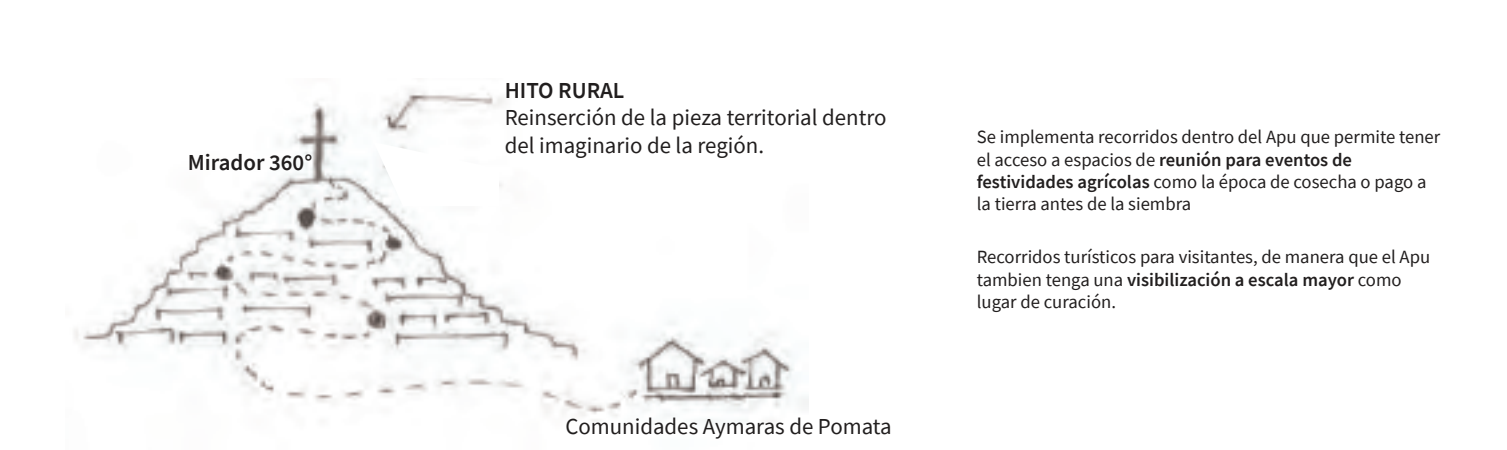 HITO RURAL
Reinserción de la pieza territorial dentro
del imaginario de la región.
Mirador 360°
Comunidades Aymaras de Pomata
Se implementa recorridos dentro del Apu que permite tener
el acceso a espacios de reunión para eventos de
festividades agrícolas como la época de cosecha o pago a
la tierra antes de la siembra
Recorridos turísticos para visitantes, de manera que el Apu
tambien tenga una visibilización a escala mayor como
lugar de curación.